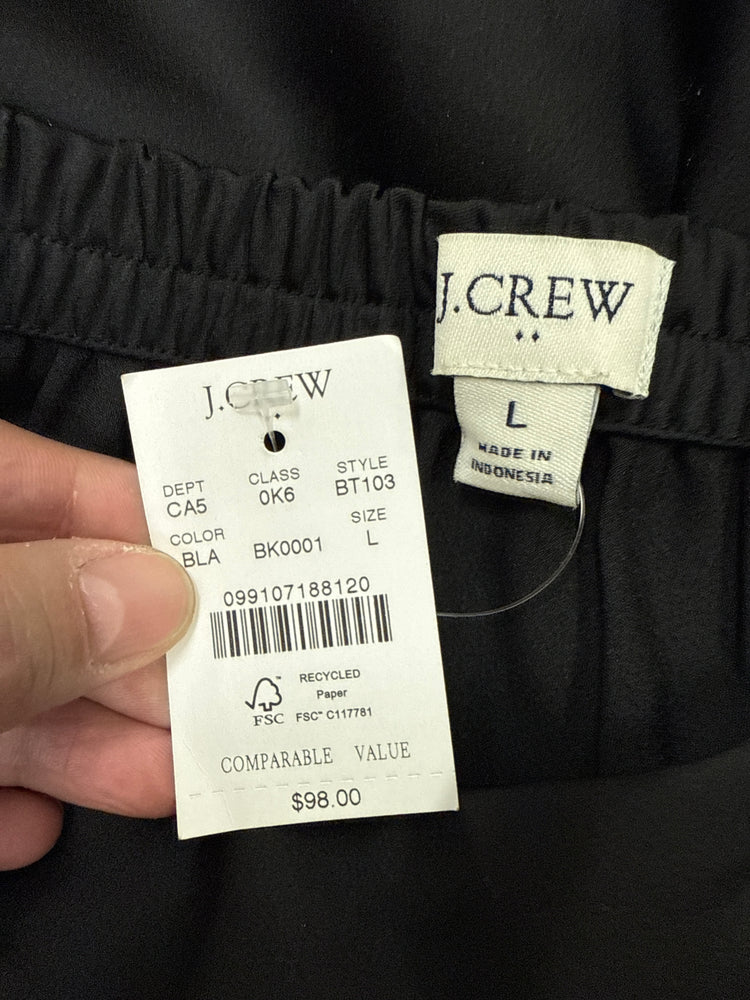 J.CREW
L
MADE IN
INDONESIA
J.CREW
DEPT CLASS STYLE
CA5 0K6 BT103
COLOR SIZE
BLA BK0001 L
099107188120
RECYCLED
Paper
FSC FSC™ C117781
COMPARABLE VALUE
$98.00